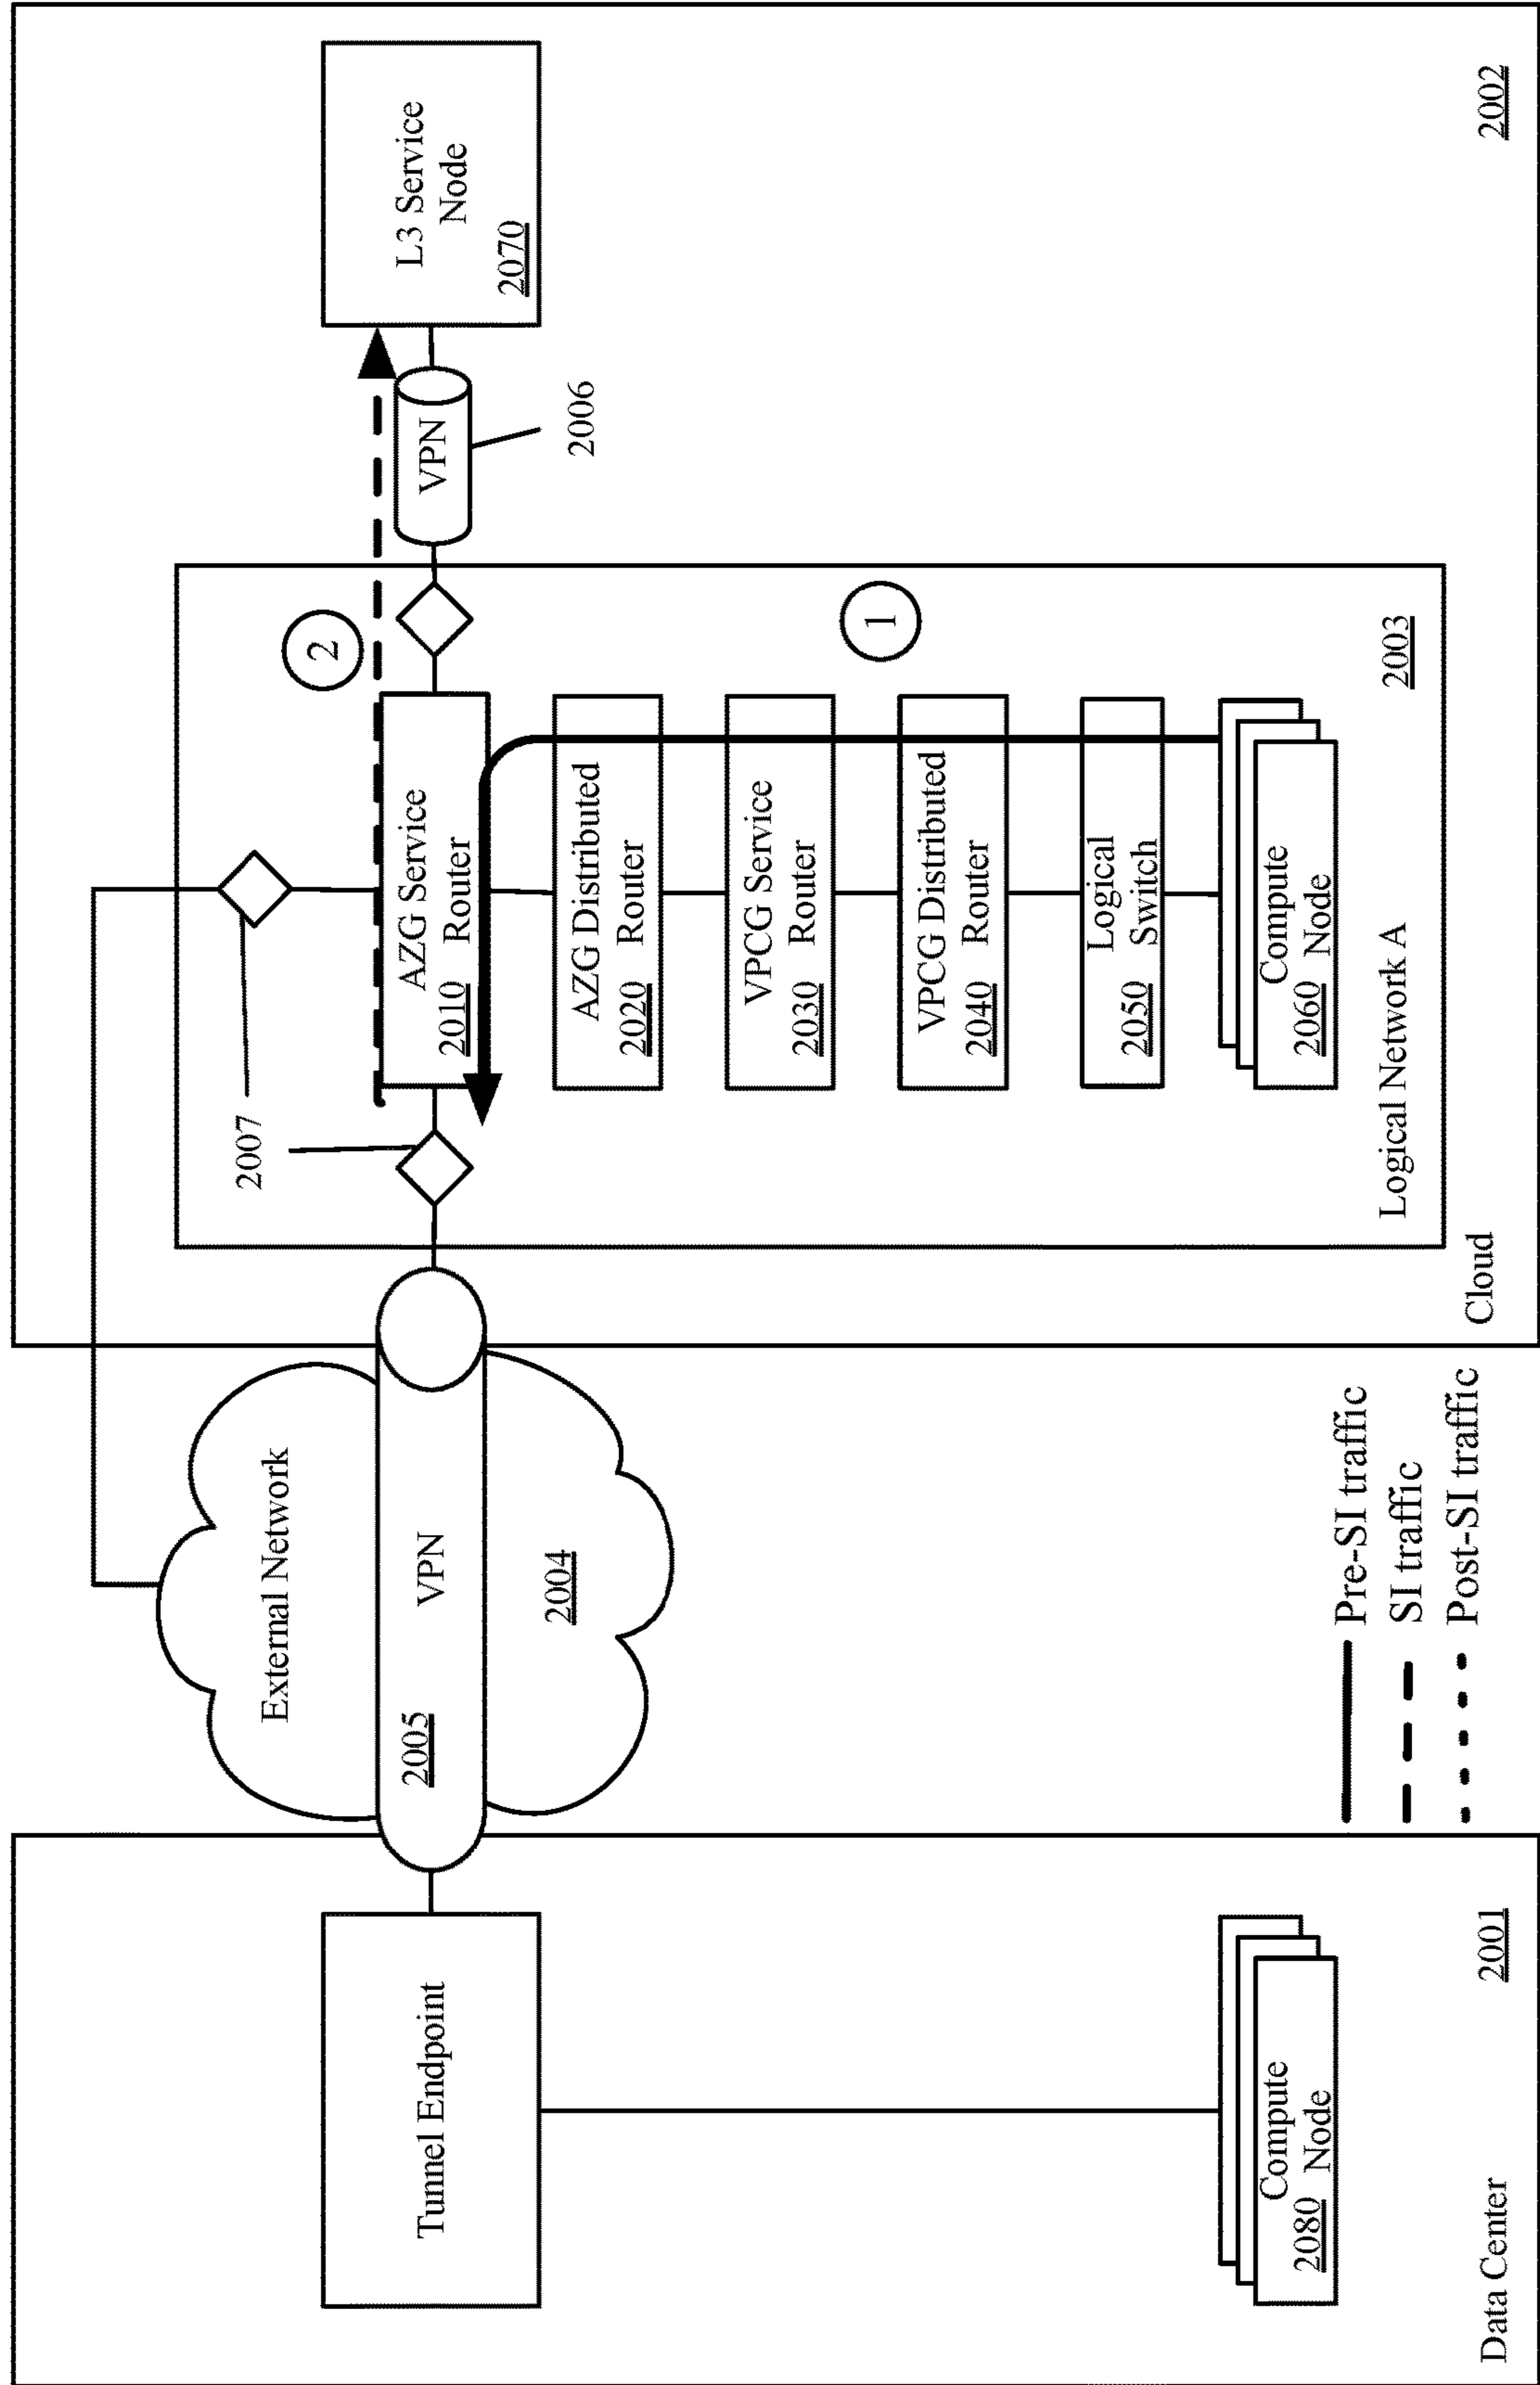 Data Center
2001
Tunnel Endpoint
Compute
Node
2080
External Network
2005
VPN
2004
Pre-SI traffic
SI traffic
Post-SI traffic
Cloud
2002
Logical Network A
2003
2007
AZG Service
Router
2010
AZG Distributed
Router
2020
VPCG Service
Router
2030
VPCG Distributed
Router
2040
Logical
Switch
2050
Compute
Node
2060
1
2
VPN
2006
L3 Service
Node
2070